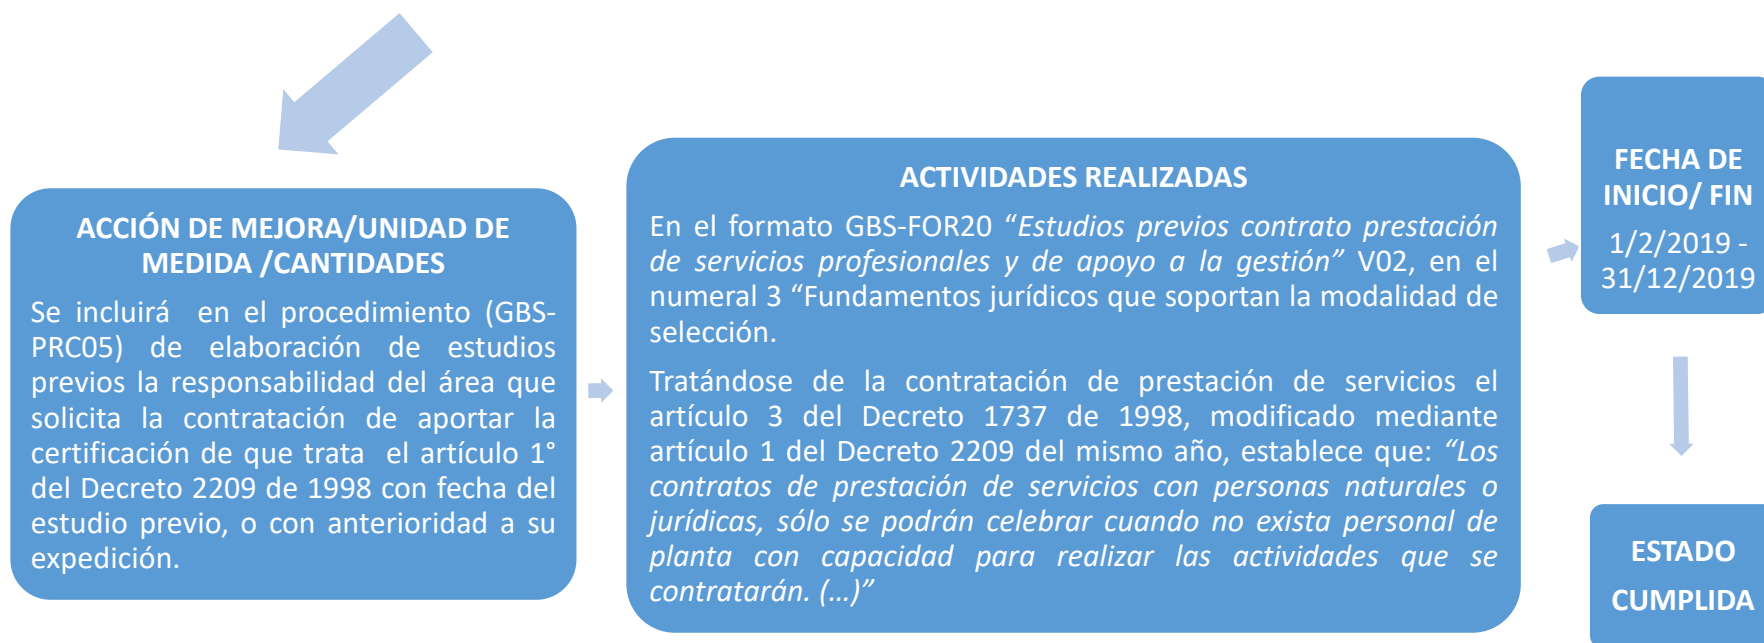 ACCIÓN DE MEJORA/UNIDAD DE
MEDIDA /CANTIDADES
Se incluirá en el procedimiento (GBS-
PRC05) de elaboración de estudios
previos la responsabilidad del área que
solicita la contratación de aportar la
certificación de que trata el artículo 1°
del Decreto 2209 de 1998 con fecha del
estudio previo, o con anterioridad a su
expedición.
ACTIVIDADES REALIZADAS
En el formato GBS-FOR20 “Estudios previos contrato prestación
de servicios profesionales y de apoyo a la gestión” V02, en el
numeral 3 “Fundamentos jurídicos que soportan la modalidad de
selección.
Tratándose de la contratación de prestación de servicios el
artículo 3 del Decreto 1737 de 1998, modificado mediante
artículo 1 del Decreto 2209 del mismo año, establece que: “Los
contratos de prestación de servicios con personas naturales o
jurídicas, sólo se podrán celebrar cuando no exista personal de
planta con capacidad para realizar las actividades que se
contratarán. (…)”
FECHA DE
INICIO/ FIN
1/2/2019 -
31/12/2019
ESTADO
CUMPLIDA